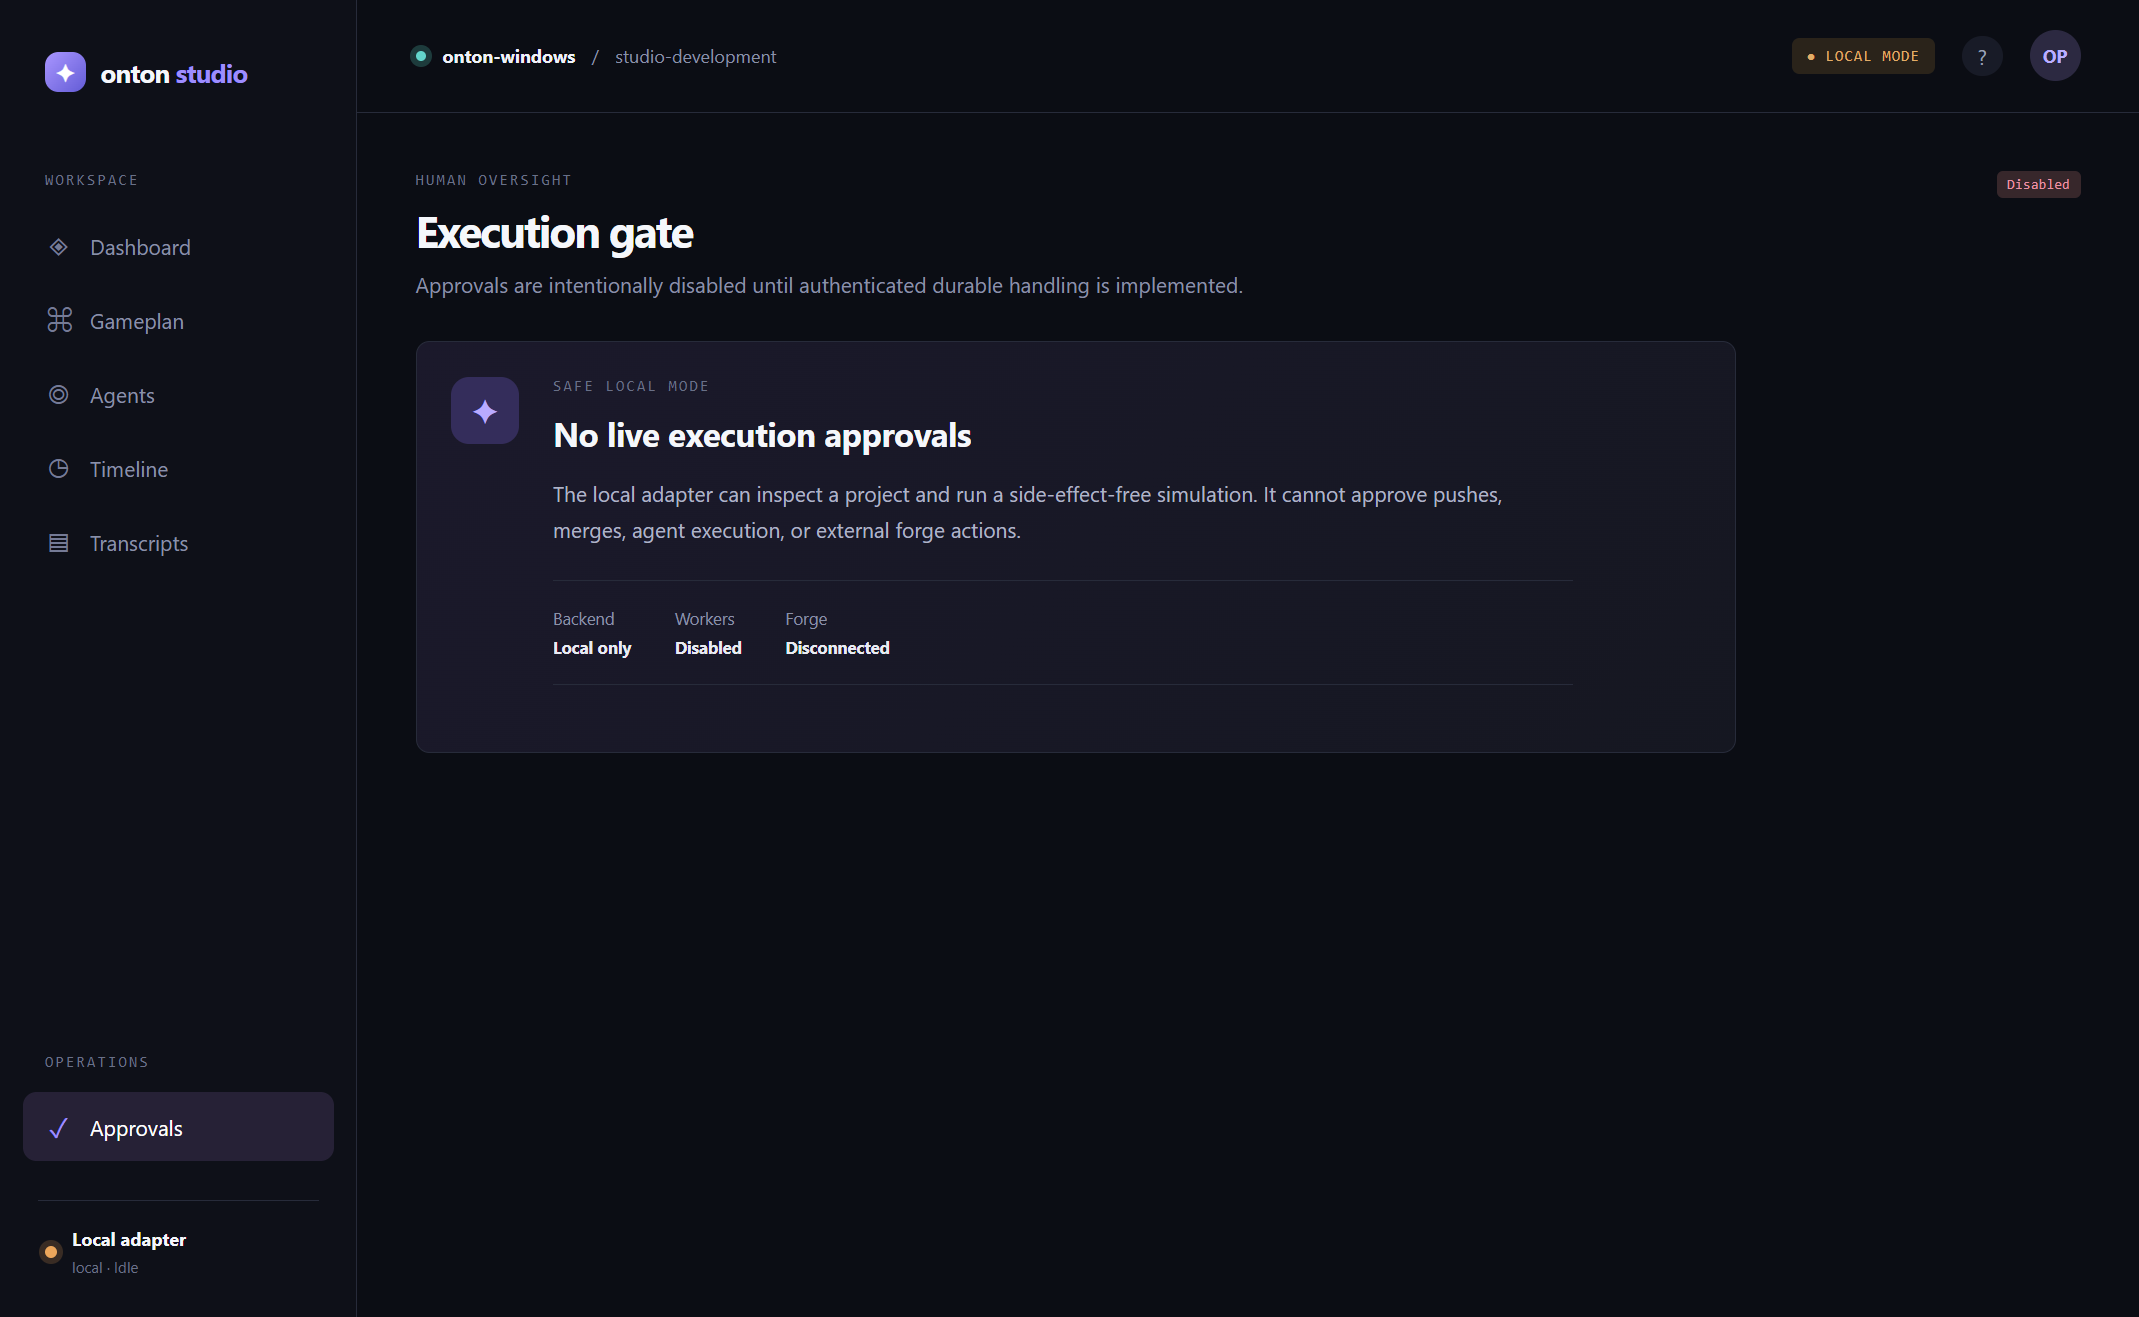 onton studio
WORKSPACE
Dashboard
Gameplan
Agents
Timeline
Transcripts
OPERATIONS
Approvals
Local adapter
local · Idle
onton-windows / studio-development
LOCAL MODE
?
OP
HUMAN OVERSIGHT
Disabled
Execution gate
Approvals are intentionally disabled until authenticated durable handling is implemented.
SAFE LOCAL MODE
No live execution approvals
The local adapter can inspect a project and run a side-effect-free simulation. It cannot approve pushes,
merges, agent execution, or external forge actions.
Backend Workers Forge
Local only Disabled Disconnected